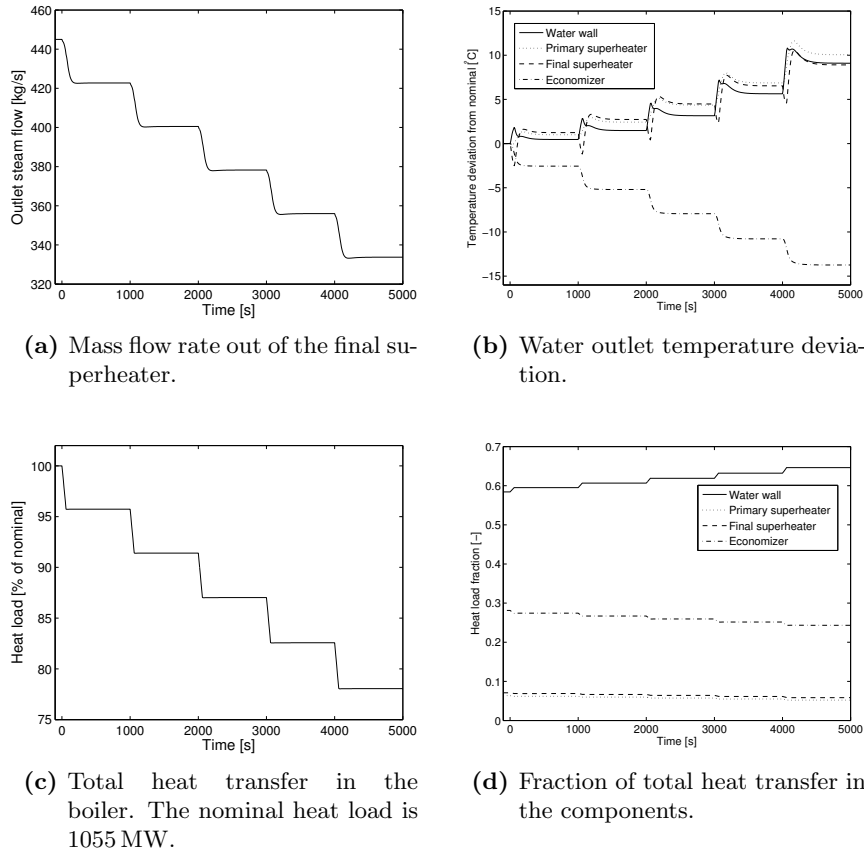 460
440
420
400
380
360
340
320
0
1000
2000
3000
4000
5000
Outlet steam flow [kg/s]
Time [s]
(a) Mass flow rate out of the final su-
perheater.
15
10
5
0
−5
−10
−15
0
1000
2000
3000
4000
5000
Temperature deviation from nominal [°C]
Time [s]
Water wall
Primary superheater
Final superheater
Economizer
(b) Water outlet temperature devia-
tion.
100
95
90
85
80
75
0
1000
2000
3000
4000
5000
Heat load [% of nominal]
Time [s]
(c) Total heat transfer in the
boiler. The nominal heat load is
1055 MW.
0.7
0.6
0.5
0.4
0.3
0.2
0.1
0
0
1000
2000
3000
4000
5000
Heat load fraction [−]
Time [s]
Water wall
Primary superheater
Final superheater
Economizer
(d) Fraction of total heat transfer in
the components.